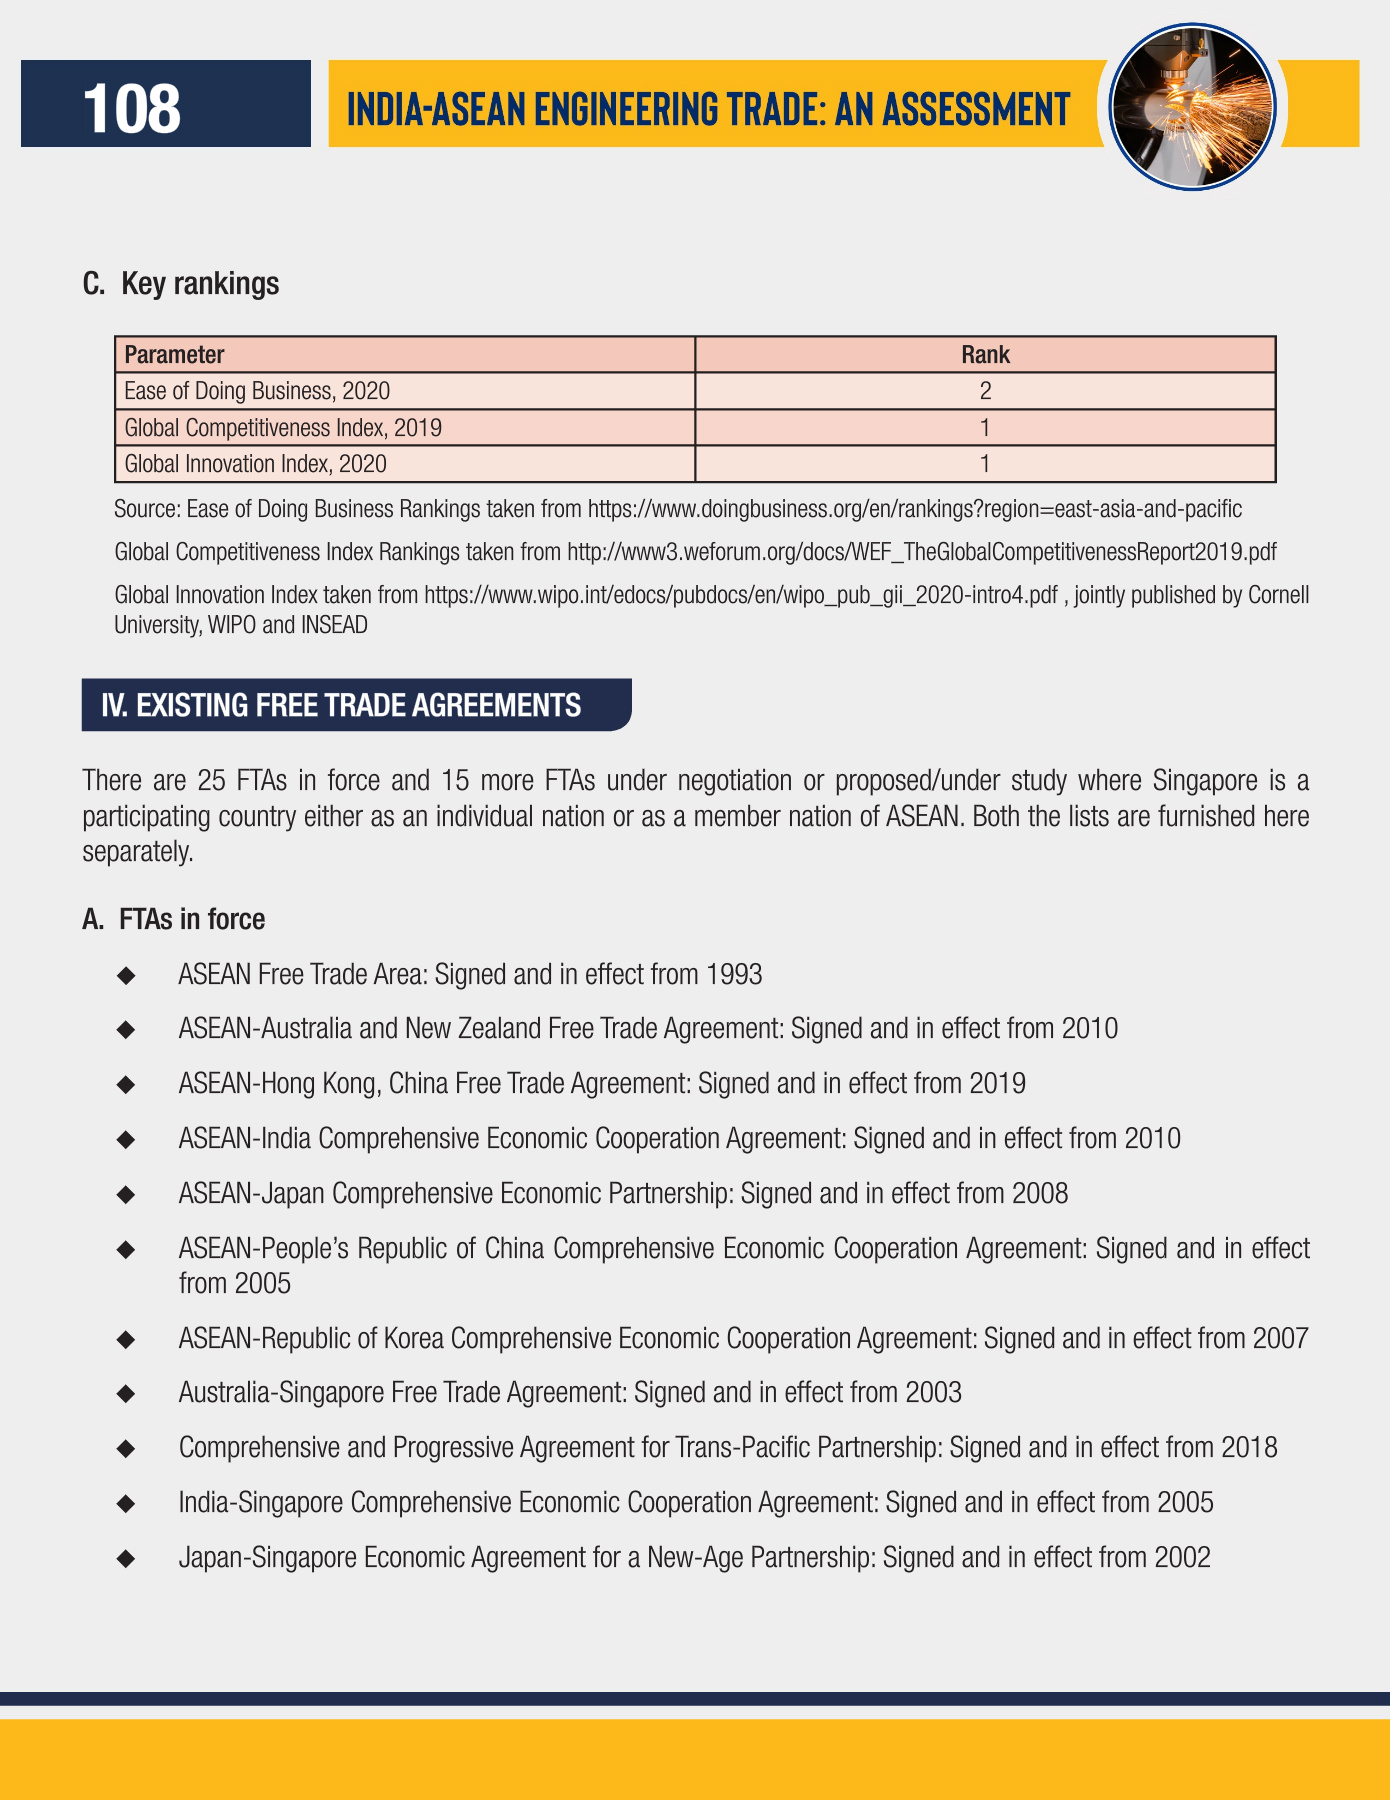 108
INDIA-ASEAN ENGINEERING TRADE: AN ASSESSMENT
C. Key rankings
Parameter Rank
Ease of Doing Business, 2020 2
Global Competitiveness Index, 2019 1
Global Innovation Index, 2020 1
Source: Ease of Doing Business Rankings taken from https://www.doingbusiness.org/en/rankings?region=east-asia-and-pacific
Global Competitiveness Index Rankings taken from http://www3.weforum.org/docs/WEF_TheGlobalCompetitivenessReport2019.pdf
Global Innovation Index taken from https://www.wipo.int/edocs/pubdocs/en/wipo_pub_gii_2020-intro4.pdf , jointly published by Cornell
University, WIPO and INSEAD
IV. EXISTING FREE TRADE AGREEMENTS
There are 25 FTAs in force and 15 more FTAs under negotiation or proposed/under study where Singapore is a
participating country either as an individual nation or as a member nation of ASEAN. Both the lists are furnished here
separately.
A. FTAs in force
◆ ASEAN Free Trade Area: Signed and in effect from 1993
◆ ASEAN-Australia and New Zealand Free Trade Agreement: Signed and in effect from 2010
◆ ASEAN-Hong Kong, China Free Trade Agreement: Signed and in effect from 2019
◆ ASEAN-India Comprehensive Economic Cooperation Agreement: Signed and in effect from 2010
◆ ASEAN-Japan Comprehensive Economic Partnership: Signed and in effect from 2008
◆ ASEAN-People’s Republic of China Comprehensive Economic Cooperation Agreement: Signed and in effect
from 2005
◆ ASEAN-Republic of Korea Comprehensive Economic Cooperation Agreement: Signed and in effect from 2007
◆ Australia-Singapore Free Trade Agreement: Signed and in effect from 2003
◆ Comprehensive and Progressive Agreement for Trans-Pacific Partnership: Signed and in effect from 2018
◆ India-Singapore Comprehensive Economic Cooperation Agreement: Signed and in effect from 2005
◆ Japan-Singapore Economic Agreement for a New-Age Partnership: Signed and in effect from 2002